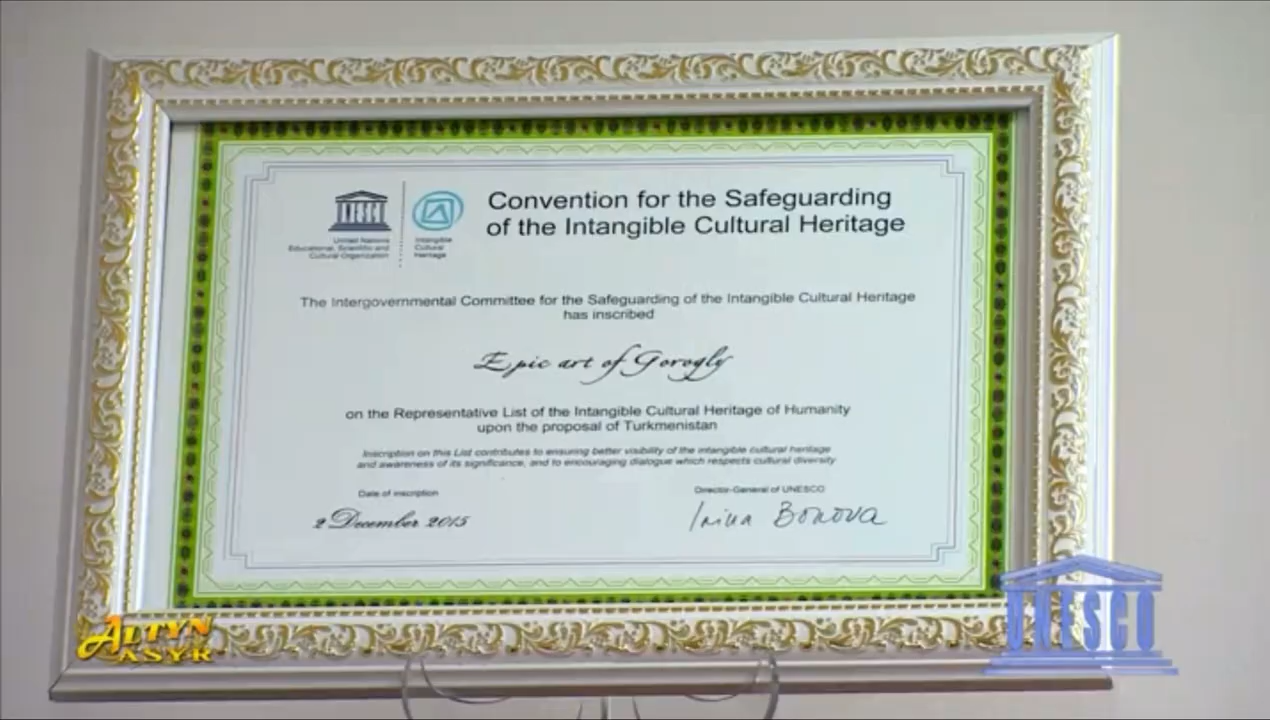 UNESCO
United Nations
Educational, Scientific and
Cultural Organization
Intangible
Cultural
Heritage
Convention for the Safeguarding
of the Intangible Cultural Heritage
The Intergovernmental Committee for the Safeguarding of the Intangible Cultural Heritage
has inscribed
Epic art of Gorogly
on the Representative List of the Intangible Cultural Heritage of Humanity
upon the proposal of Turkmenistan
Inscription on this List contributes to ensuring better visibility of the intangible cultural heritage
and awareness of its significance, and to encouraging dialogue which respects cultural diversity
Date of inscription
2 December 2015
Director-General of UNESCO
Irina Bokova
ALTYN
ASYR
UNESCO